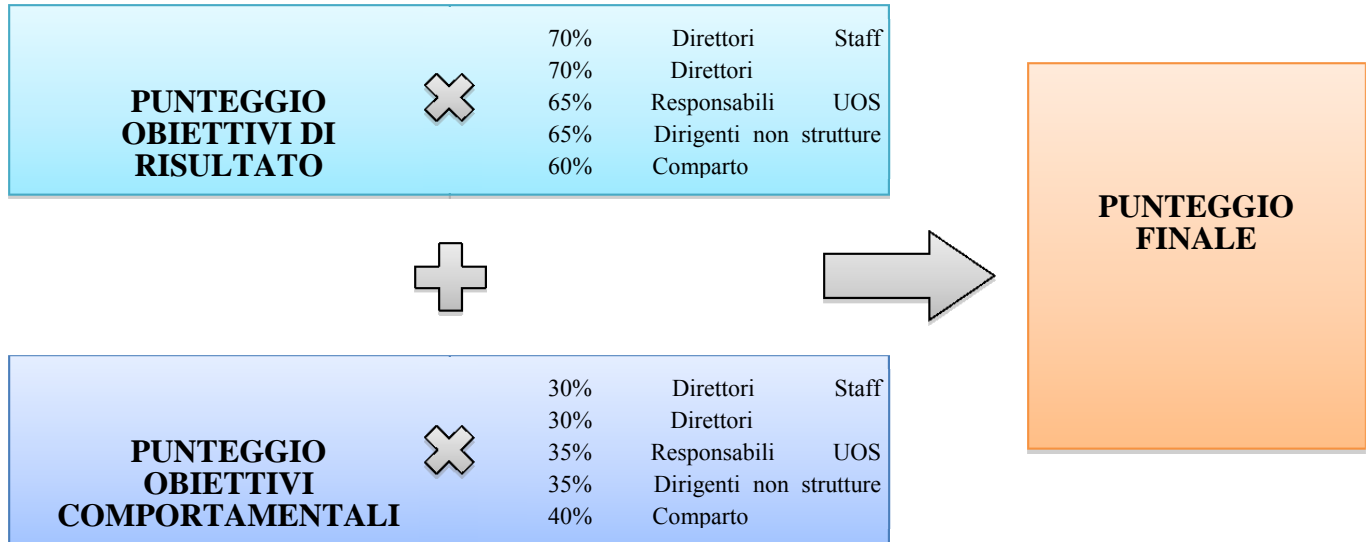 70% Direttori Staff
70% Direttori
65% Responsabili UOS
65% Dirigenti non strutture
60% Comparto
PUNTEGGIO
OBIETTIVI DI
RISULTATO
PUNTEGGIO
FINALE
30% Direttori Staff
30% Direttori
35% Responsabili UOS
35% Dirigenti non strutture
40% Comparto
PUNTEGGIO
OBIETTIVI
COMPORTAMENTALI